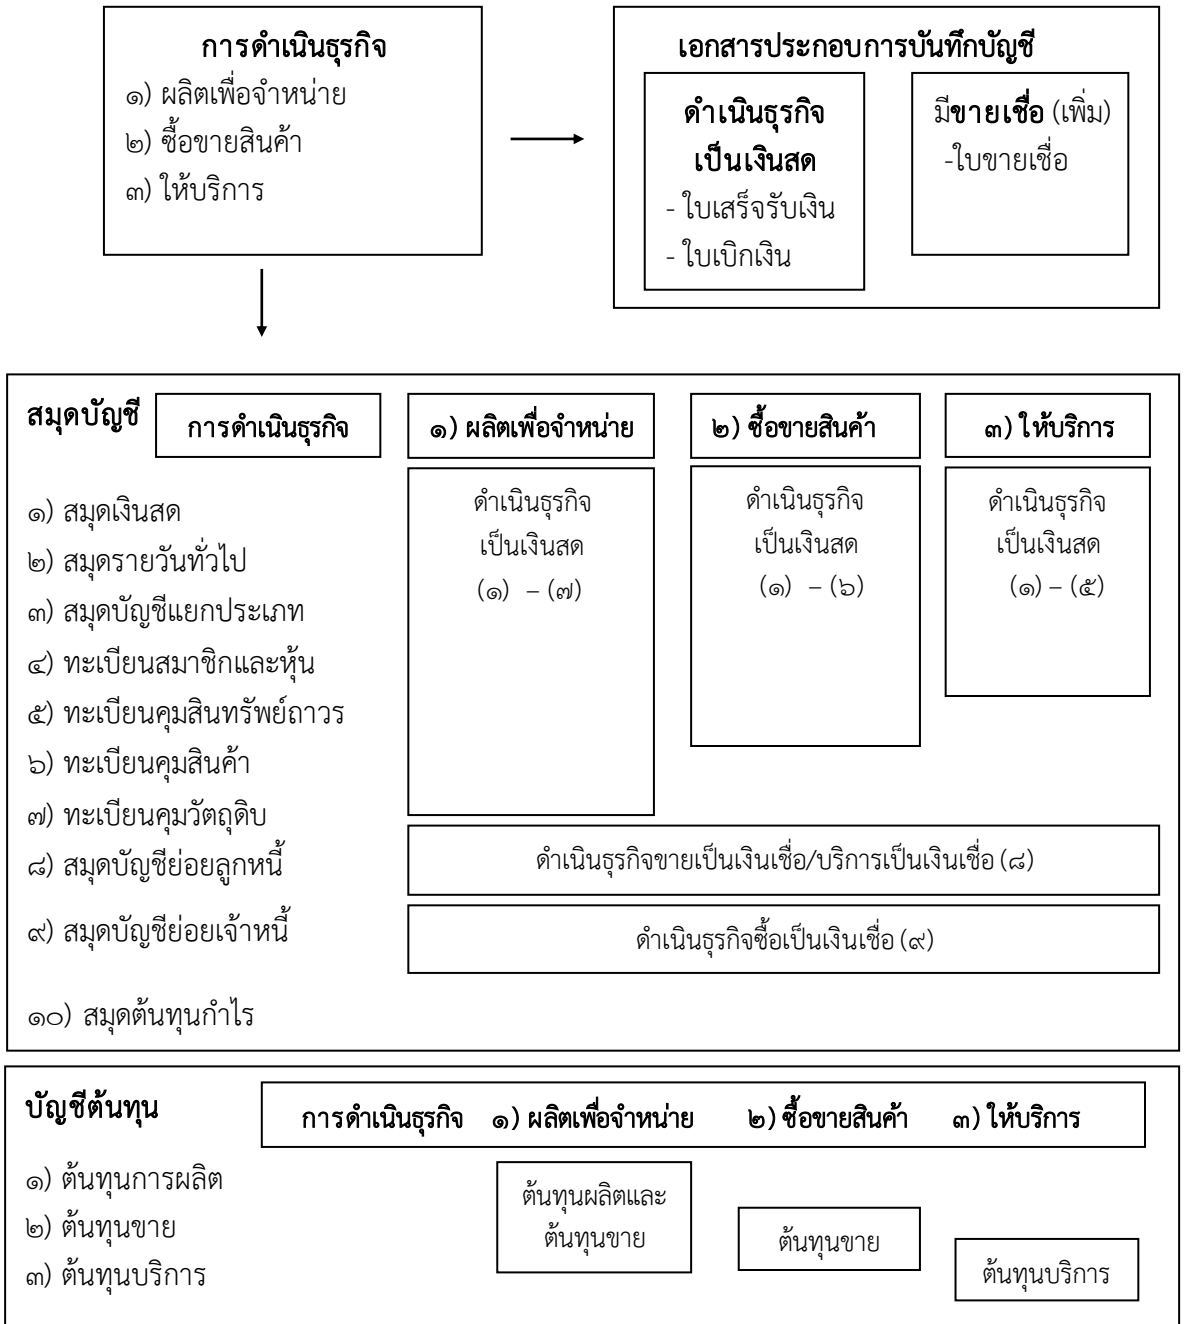 การดำเนินธุรกิจ
๑) ผลิตเพื่อจำหน่าย
๒) ซื้อขายสินค้า
๓) ให้บริการ
เอกสารประกอบการบันทึกบัญชี
ดำเนินธุรกิจ
เป็นเงินสด
- ใบเสร็จรับเงิน
- ใบเบิกเงิน
มีขายเชื่อ (เพิ่ม)
-ใบขายเชื่อ
สมุดบัญชี
การดำเนินธุรกิจ
๑) ผลิตเพื่อจำหน่าย
๒) ซื้อขายสินค้า
๓) ให้บริการ
๑) สมุดเงินสด
๒) สมุดรายวันทั่วไป
๓) สมุดบัญชีแยกประเภท
๔) ทะเบียนสมาชิกและหุ้น
๕) ทะเบียนคุมสินทรัพย์ถาวร
๖) ทะเบียนคุมสินค้า
๗) ทะเบียนคุมวัตถุดิบ
๘) สมุดบัญชีย่อยลูกหนี้
๙) สมุดบัญชีย่อยเจ้าหนี้
๑๐) สมุดต้นทุนกำไร
ดำเนินธุรกิจ
เป็นเงินสด
(๑) – (๗)
ดำเนินธุรกิจ
เป็นเงินสด
(๑) – (๖)
ดำเนินธุรกิจ
เป็นเงินสด
(๑) – (๕)
ดำเนินธุรกิจขายเป็นเงินเชื่อ/บริการเป็นเงินเชื่อ (๘)
ดำเนินธุรกิจซื้อเป็นเงินเชื่อ (๙)
บัญชีต้นทุน
การดำเนินธุรกิจ ๑) ผลิตเพื่อจำหน่าย ๒) ซื้อขายสินค้า ๓) ให้บริการ
๑) ต้นทุนการผลิต
๒) ต้นทุนขาย
๓) ต้นทุนบริการ
ต้นทุนผลิตและ
ต้นทุนขาย
ต้นทุนขาย
ต้นทุนบริการ